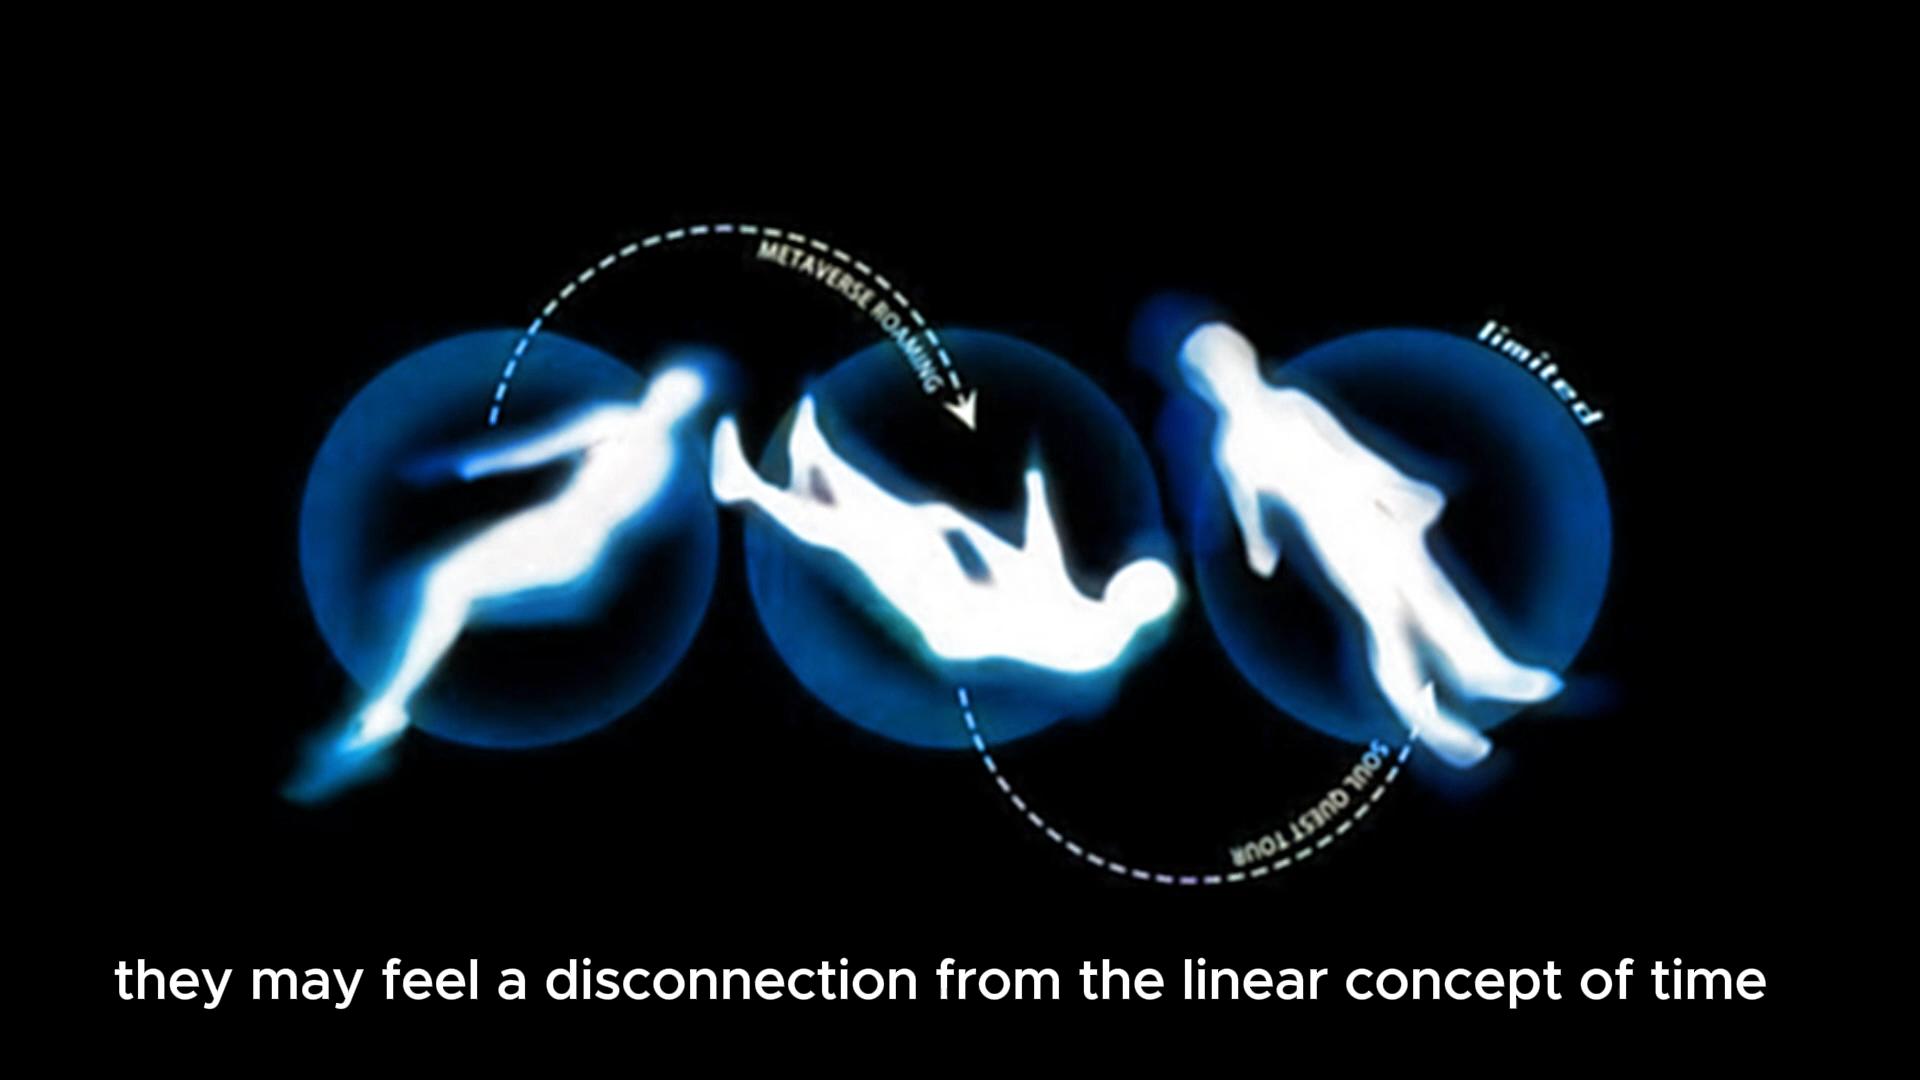 METAVERSE ROAMING
limited
SOUL QUEST TOUR
they may feel a disconnection from the linear concept of time